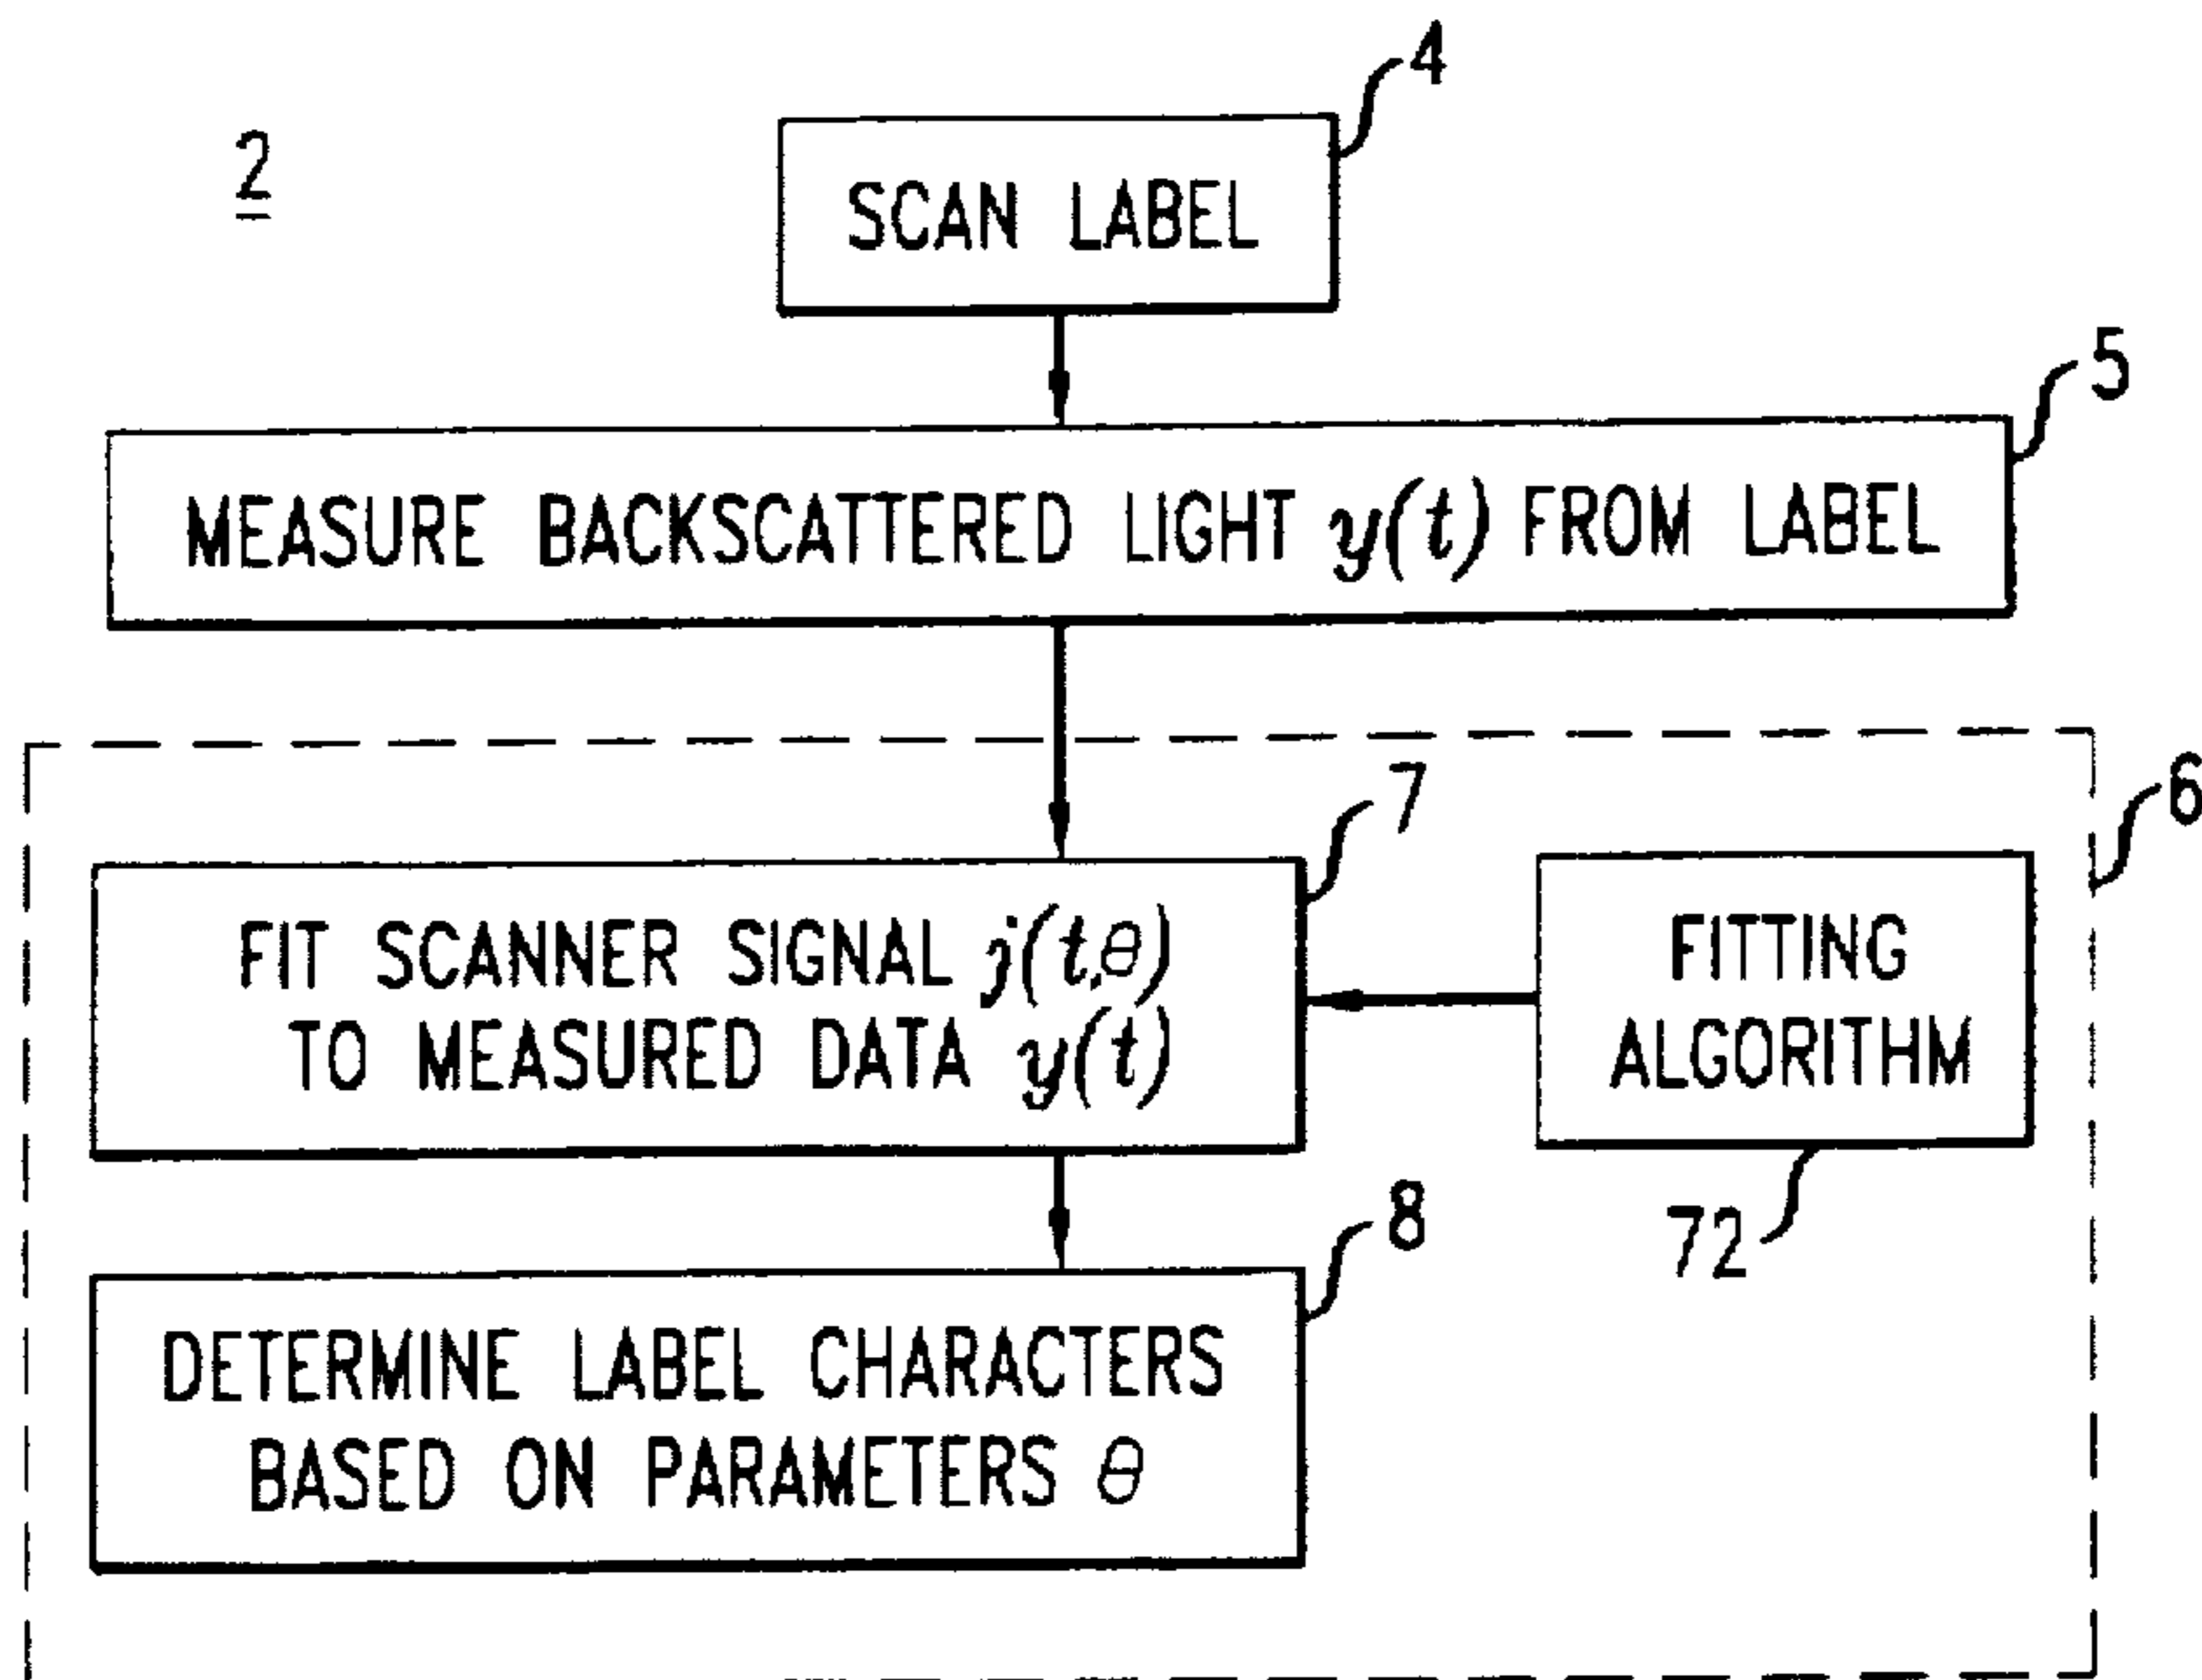 2
4
SCAN LABEL
5
MEASURE BACKSCATTERED LIGHT y(t) FROM LABEL
6
7
FIT SCANNER SIGNAL j(t,θ)
TO MEASURED DATA y(t)
FITTING
ALGORITHM
72
8
DETERMINE LABEL CHARACTERS
BASED ON PARAMETERS θ